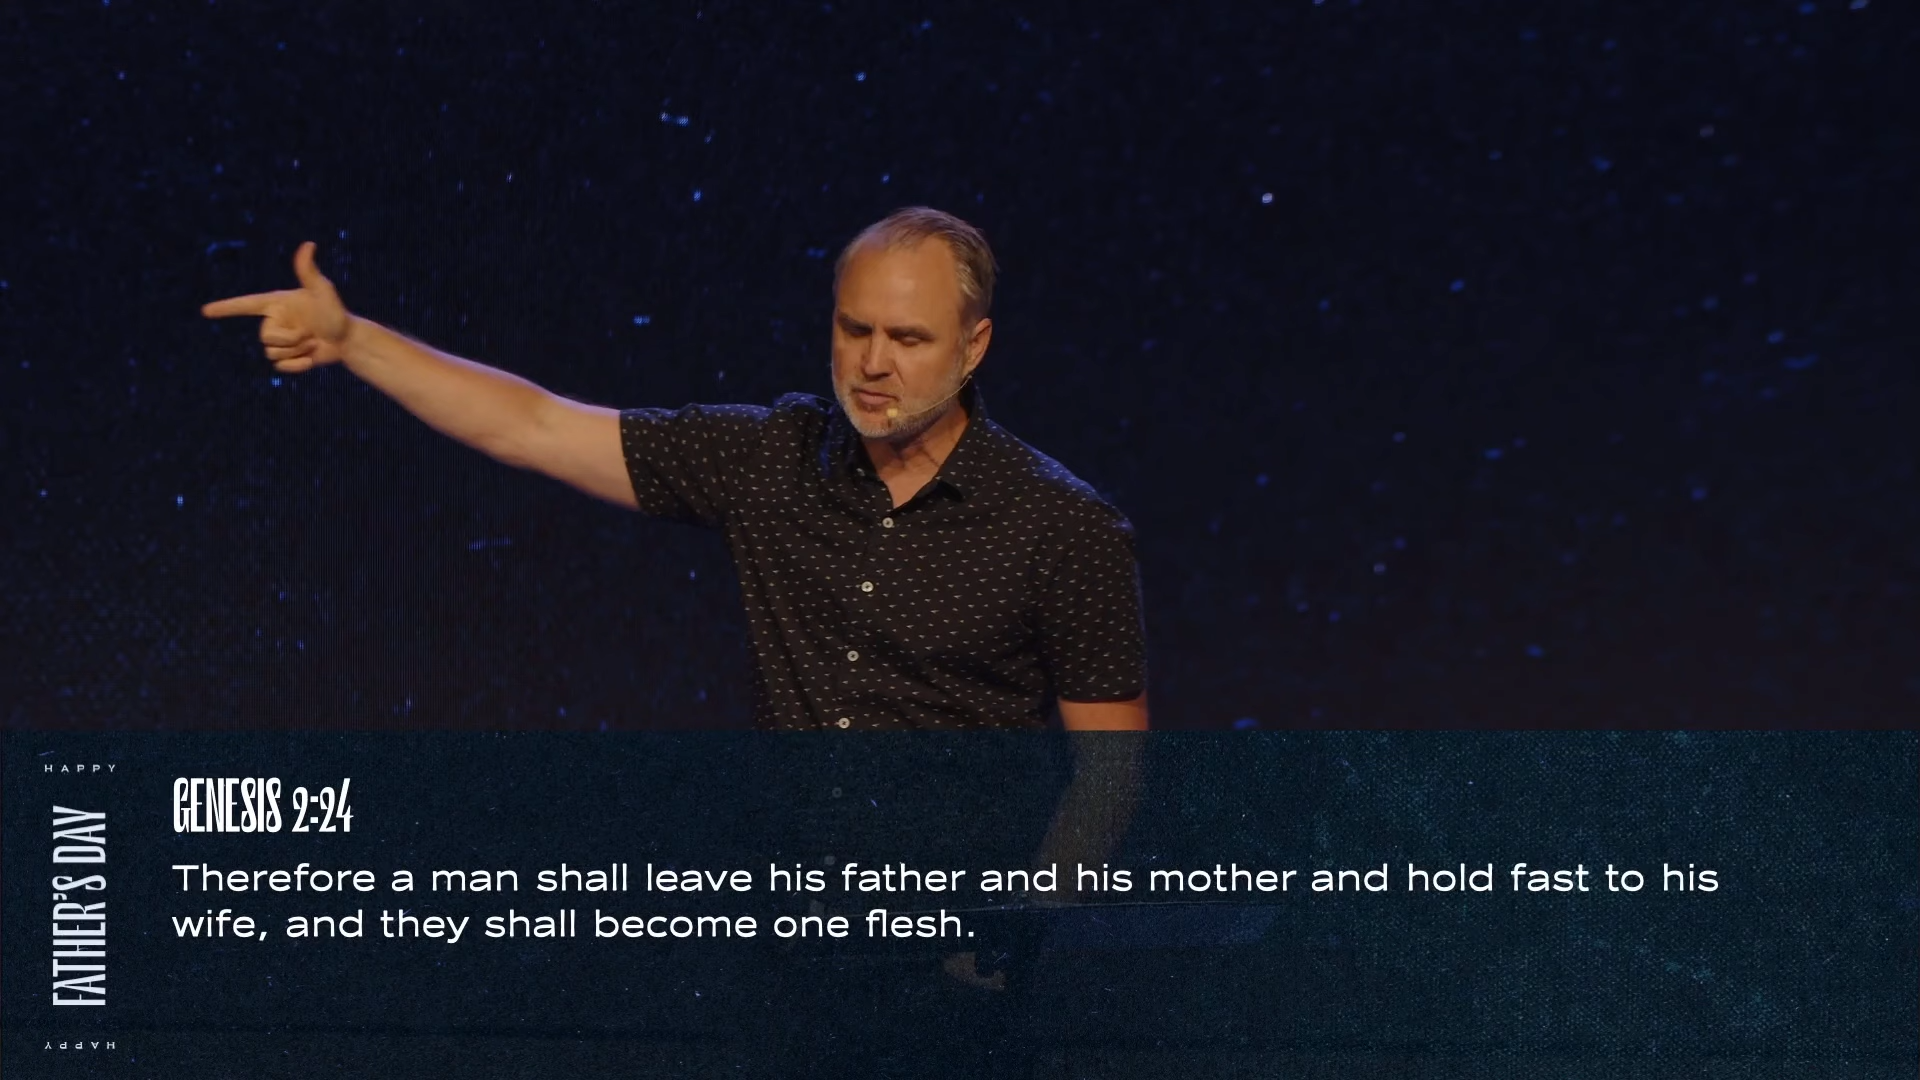 HAPPY
FATHER'S DAY
HAPPY
GENESIS 2:24
Therefore a man shall leave his father and his mother and hold fast to his
wife, and they shall become one flesh.